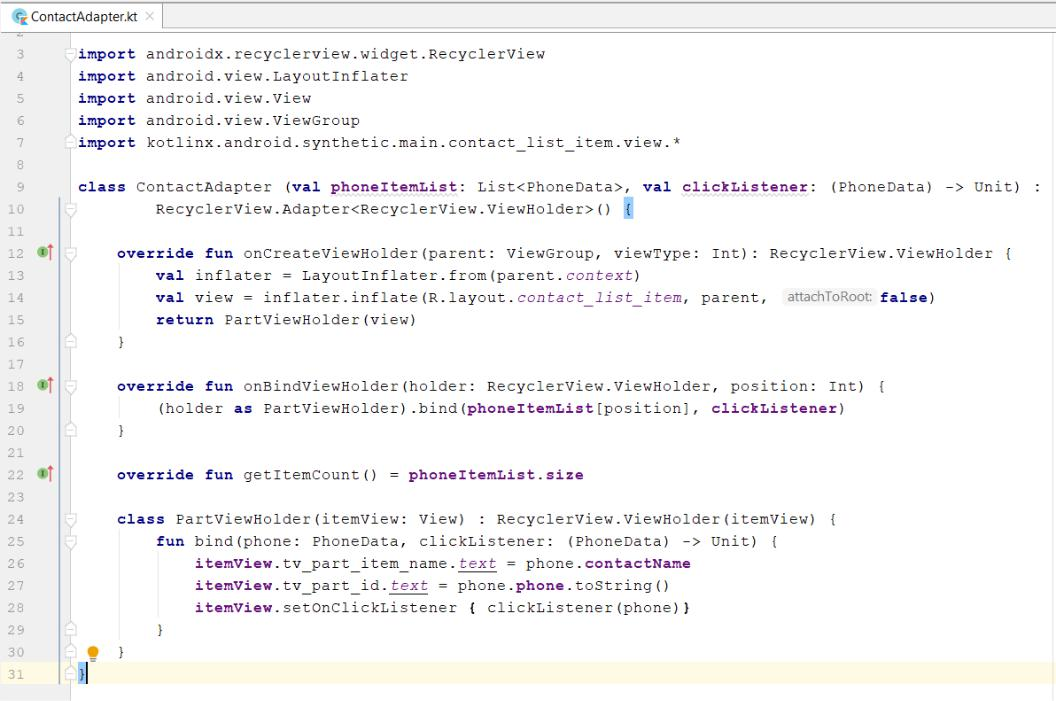 ContactAdapter.kt
3 import androidx.recyclerview.widget.RecyclerView
4 import android.view.LayoutInflater
5 import android.view.View
6 import android.view.ViewGroup
7 import kotlinx.android.synthetic.main.contact_list_item.view.*
8
9 class ContactAdapter (val phoneItemList: List<PhoneData>, val clickListener: (PhoneData) -> Unit) :
10         RecyclerView.Adapter<RecyclerView.ViewHolder>() {
11
12     override fun onCreateViewHolder(parent: ViewGroup, viewType: Int): RecyclerView.ViewHolder {
13         val inflater = LayoutInflater.from(parent.context)
14         val view = inflater.inflate(R.layout.contact_list_item, parent, attachToRoot: false)
15         return PartViewHolder(view)
16     }
17
18     override fun onBindViewHolder(holder: RecyclerView.ViewHolder, position: Int) {
19         (holder as PartViewHolder).bind(phoneItemList[position], clickListener)
20     }
21
22     override fun getItemCount() = phoneItemList.size
23
24     class PartViewHolder(itemView: View) : RecyclerView.ViewHolder(itemView) {
25         fun bind(phone: PhoneData, clickListener: (PhoneData) -> Unit) {
26             itemView.tv_part_item_name.text = phone.contactName
27             itemView.tv_part_id.text = phone.phone.toString()
28             itemView.setOnClickListener { clickListener(phone)}
29         }
30     }
31 }